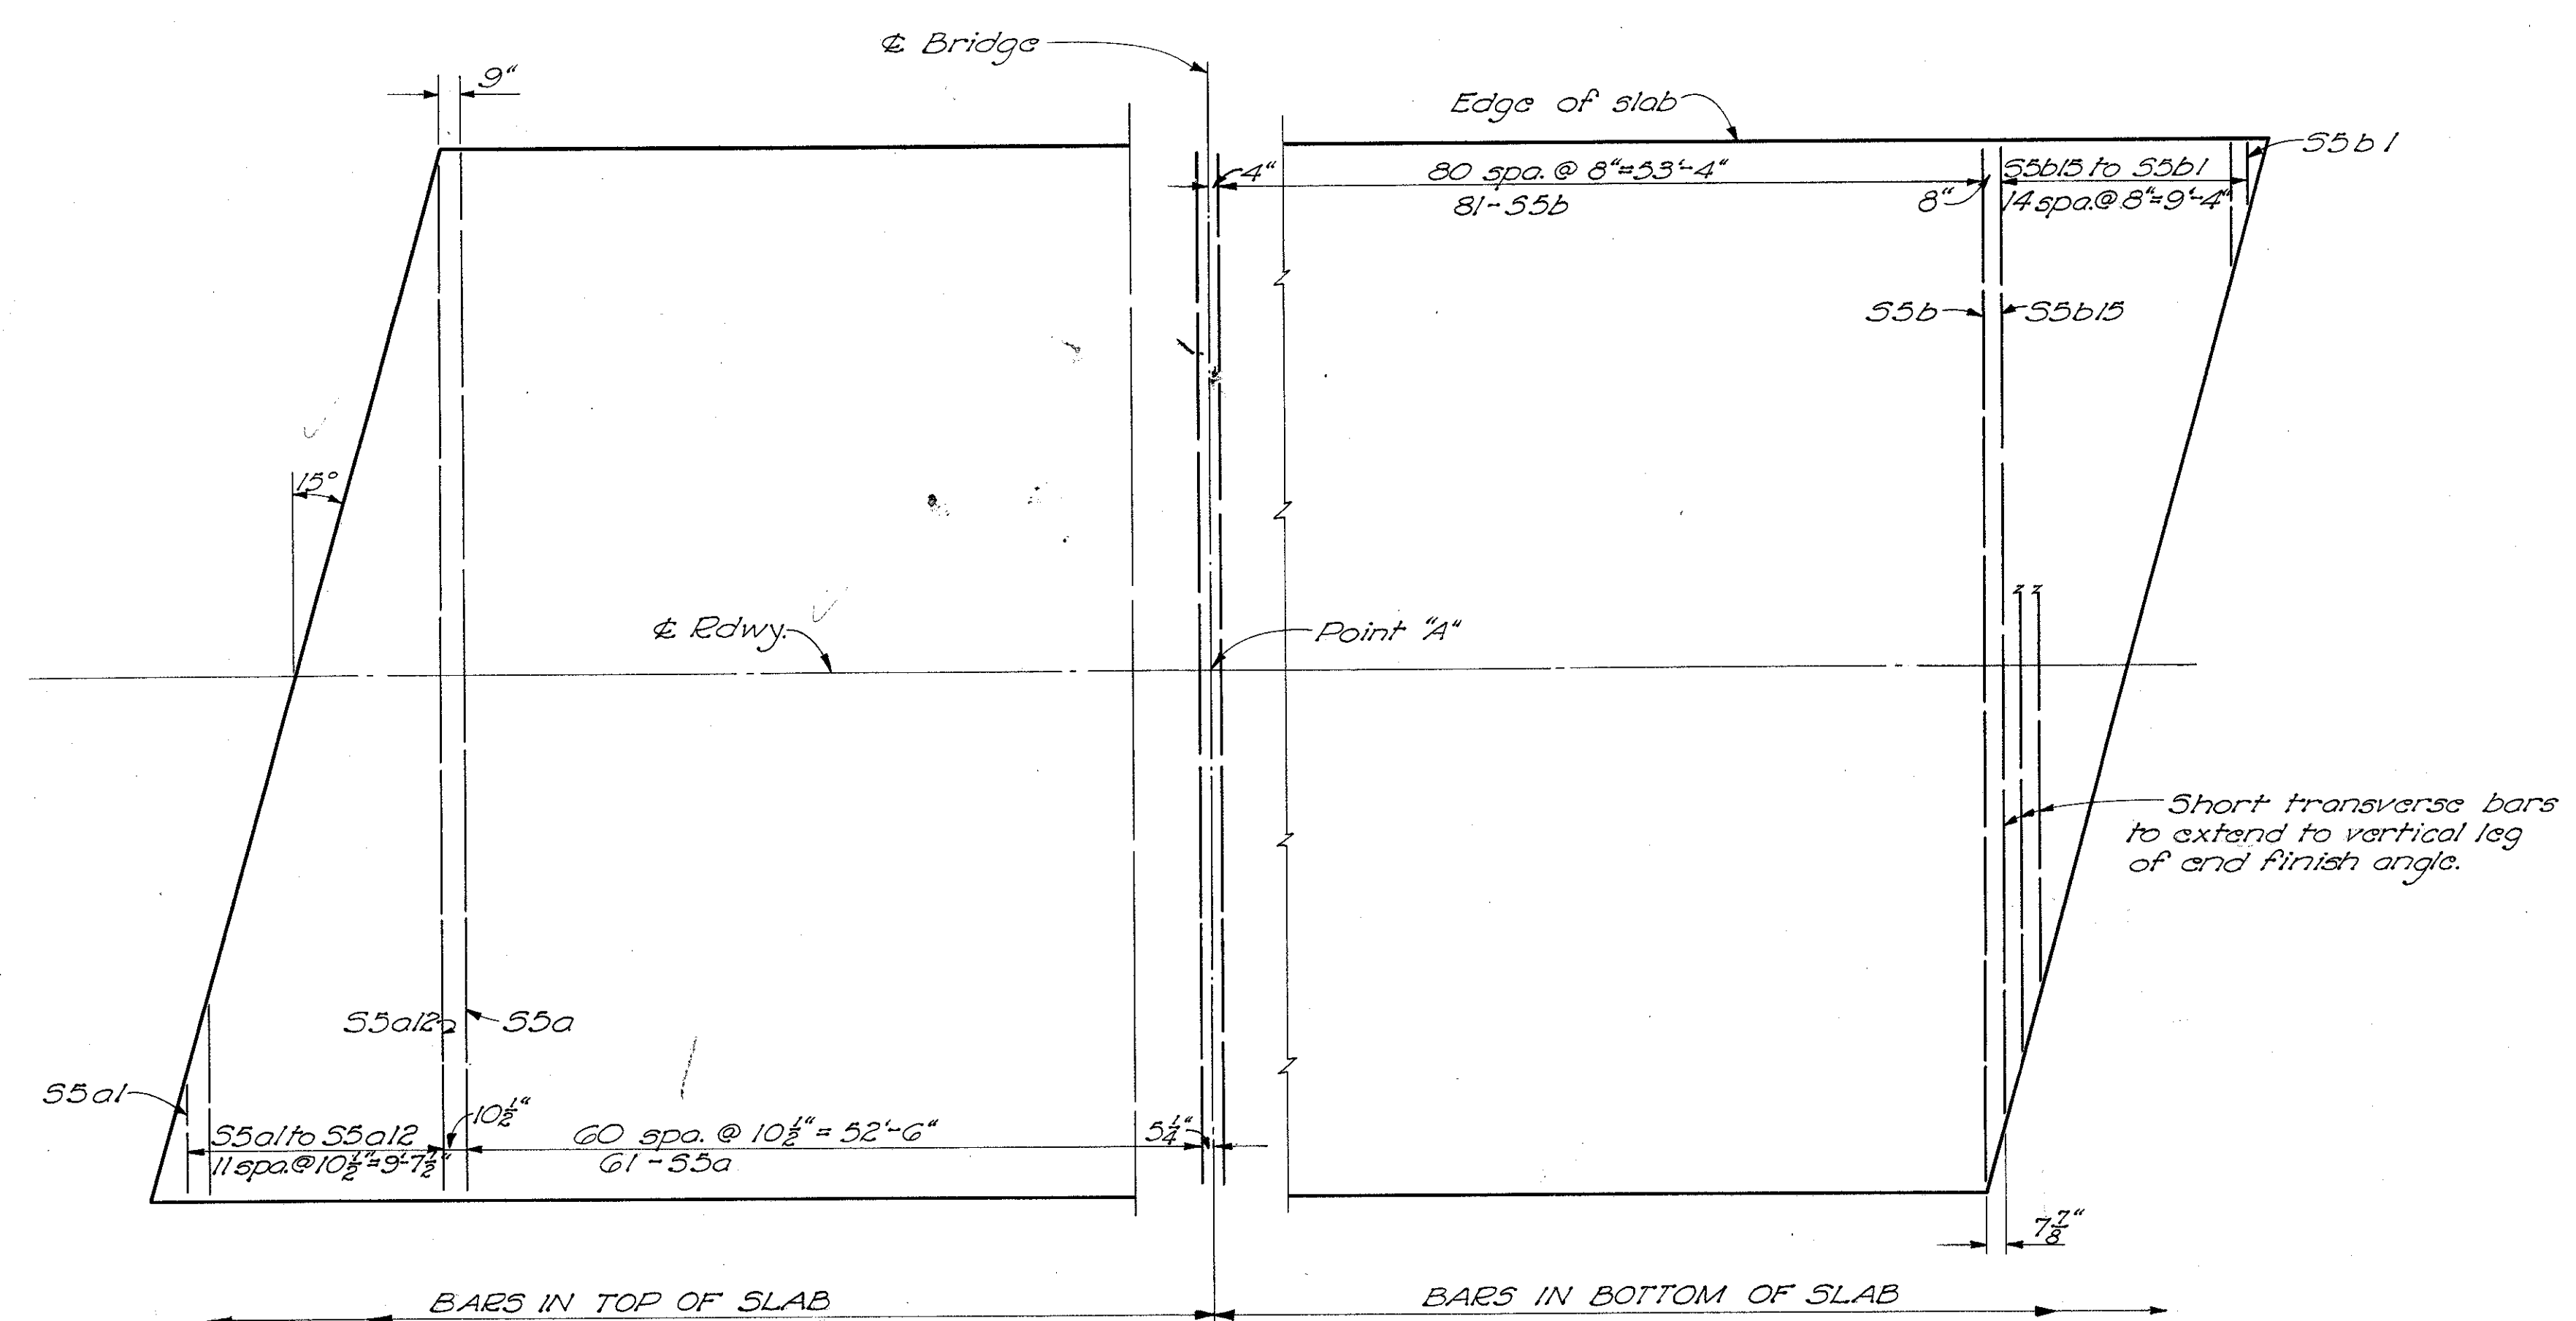 ℄ Bridge
9"
Edge of slab
S5b1
4"
80 spa. @ 8"=53'-4"
81-S5b
8"
S5b15 to S5b1
14 spa.@ 8"=9'-4"
S5b
S5b15
15°
℄ Rdwy.
Point "A"
Short transverse bars
to extend to vertical leg
of end finish angle.
S5a12
S5a
S5a1
S5a1 to S5a12
11 spa.@10½"=9'-7½"
10½"
60 spa. @ 10½"= 52'-6"
61-S5a
5¼"
7⅞"
BARS IN TOP OF SLAB
BARS IN BOTTOM OF SLAB